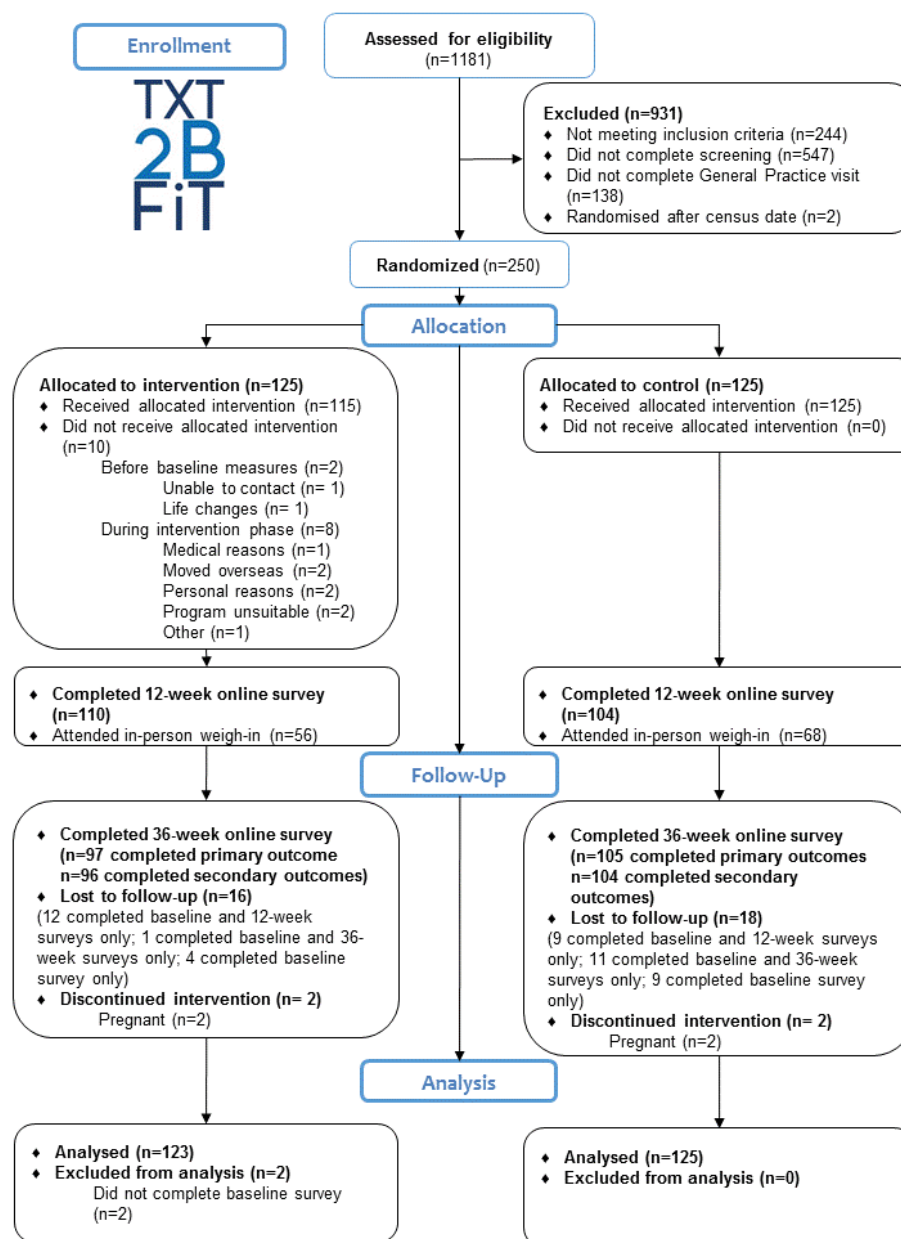 Enrollment
TXT
2B
FiT
Assessed for eligibility
(n=1181)
Excluded (n=931)
♦ Not meeting inclusion criteria (n=244)
♦ Did not complete screening (n=547)
♦ Did not complete General Practice visit
(n=138)
♦ Randomised after census date (n=2)
Randomized (n=250)
Allocation
Allocated to intervention (n=125)
♦ Received allocated intervention (n=115)
♦ Did not receive allocated intervention
(n=10)
Before baseline measures (n=2)
Unable to contact (n= 1)
Life changes (n= 1)
During intervention phase (n=8)
Medical reasons (n=1)
Moved overseas (n=2)
Personal reasons (n=2)
Program unsuitable (n=2)
Other (n=1)
Allocated to control (n=125)
♦ Received allocated intervention (n=125)
♦ Did not receive allocated intervention (n=0)
♦ Completed 12-week online survey
(n=110)
♦ Attended in-person weigh-in (n=56)
♦ Completed 12-week online survey
(n=104)
♦ Attended in-person weigh-in (n=68)
Follow-Up
♦ Completed 36-week online survey
(n=97 completed primary outcome
n=96 completed secondary outcomes)
♦ Lost to follow-up (n=16)
(12 completed baseline and 12-week
surveys only; 1 completed baseline and 36-
week surveys only; 4 completed baseline
survey only)
♦ Discontinued intervention (n= 2)
Pregnant (n=2)
♦ Completed 36-week online survey
(n=105 completed primary outcomes
n=104 completed secondary
outcomes)
♦ Lost to follow-up (n=18)
(9 completed baseline and 12-week surveys
only; 11 completed baseline and 36-week
surveys only; 9 completed baseline survey
only)
♦ Discontinued intervention (n= 2)
Pregnant (n=2)
Analysis
♦ Analysed (n=123)
♦ Excluded from analysis (n=2)
Did not complete baseline survey
(n=2)
♦ Analysed (n=125)
♦ Excluded from analysis (n=0)